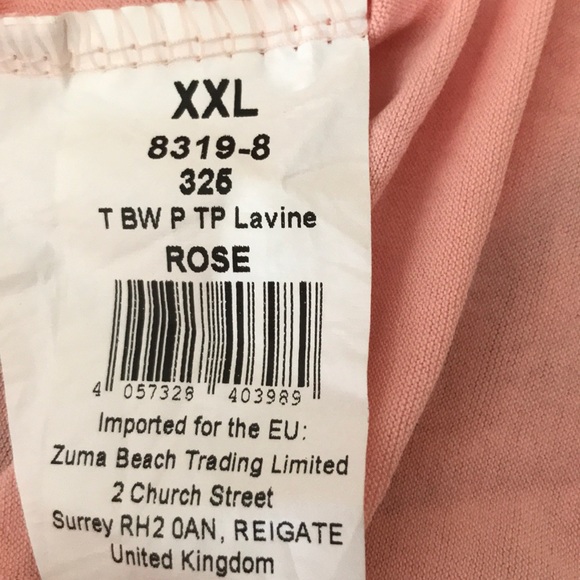 XXL
8319-8
326
T BW P TP Lavine
ROSE
4 057328 403989
Imported for the EU:
Zuma Beach Trading Limited
2 Church Street
Surrey RH2 0AN, REIGATE
United Kingdom